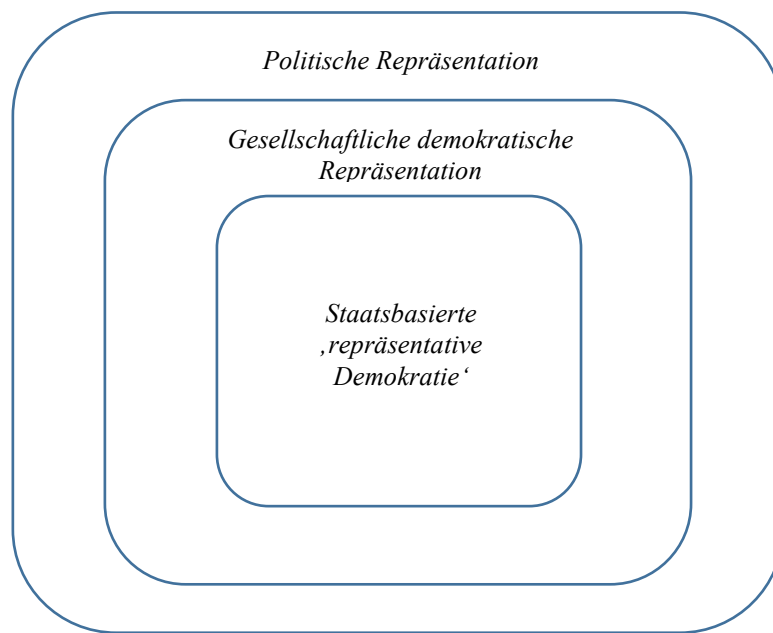 Politische Repräsentation
Gesellschaftliche demokratische
Repräsentation
Staatsbasierte
‚repräsentative
Demokratie‘